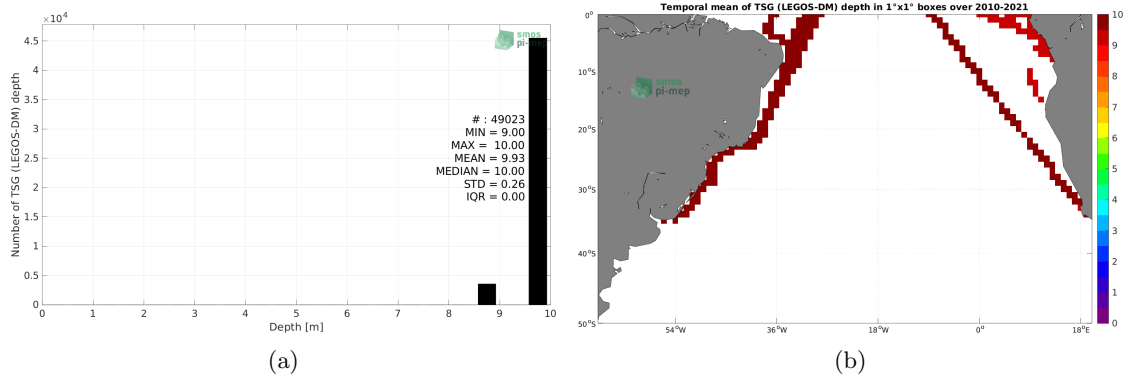 ×10⁴
4.5
4
3.5
3
2.5
2
1.5
1
0.5
0
Number of TSG (LEGOS-DM) depth
smos
pi-mep
# : 49023
MIN = 9.00
MAX = 10.00
MEAN = 9.93
MEDIAN = 10.00
STD = 0.26
IQR = 0.00
0 1 2 3 4 5 6 7 8 9 10
Depth [m]
(a)
Temporal mean of TSG (LEGOS-DM) depth in 1°x1° boxes over 2010-2021
0°
10°S
20°S
30°S
40°S
50°S
smos
pi-mep
54°W 36°W 18°W 0° 18°E
10
9
8
7
6
5
4
3
2
1
0
(b)